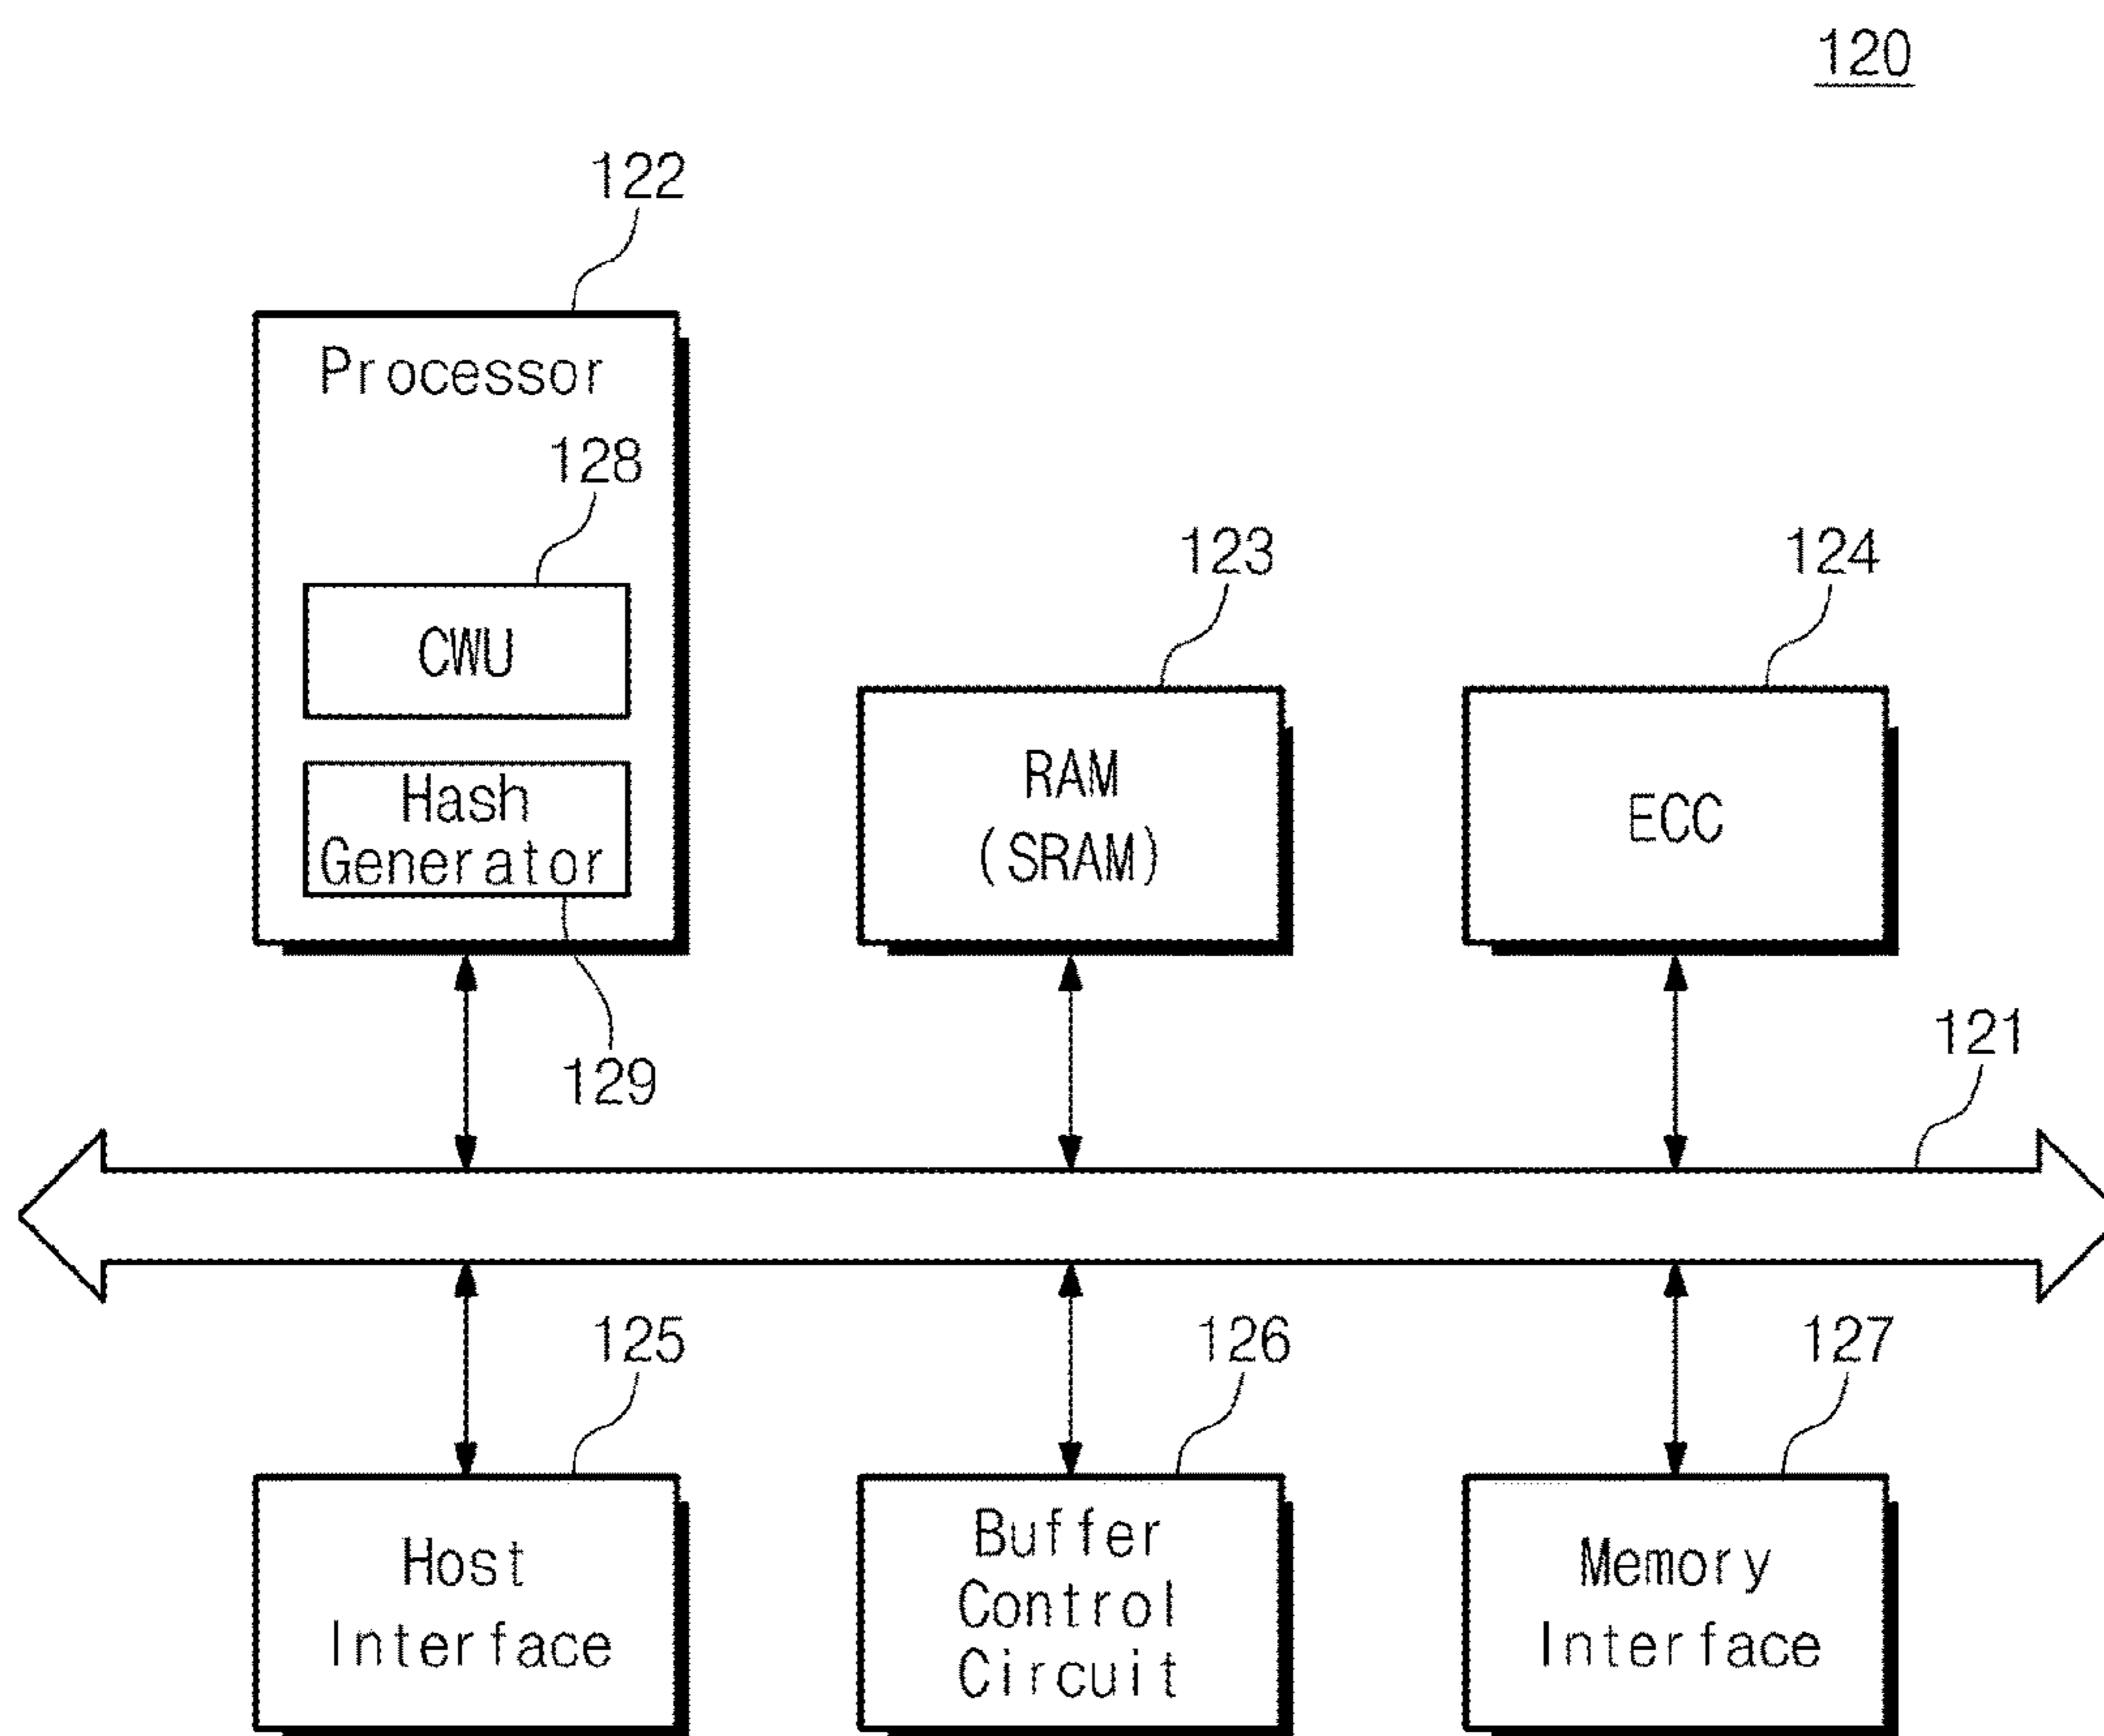 120
122
Processor
128
CWU
Hash
Generator
129
123
RAM
(SRAM)
124
ECC
121
125
Host
Interface
126
Buffer
Control
Circuit
127
Memory
Interface